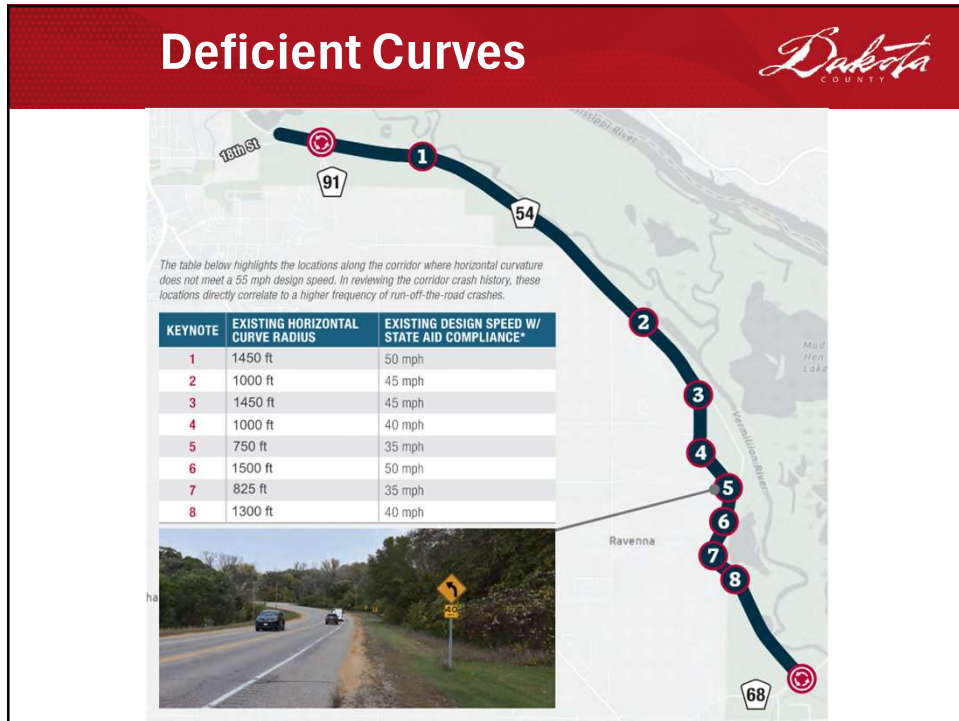 Deficient Curves
Dakota
COUNTY
18th St
91
1
54
2
3
4
5
6
7
8
68
Mud
Hen
Lake
Vermillion River
Ravenna
The table below highlights the locations along the corridor where horizontal curvature
does not meet a 55 mph design speed. In reviewing the corridor crash history, these
locations directly correlate to a higher frequency of run-off-the-road crashes.
KEYNOTE EXISTING HORIZONTAL CURVE RADIUS EXISTING DESIGN SPEED W/ STATE AID COMPLIANCE*
1 1450 ft 50 mph
2 1000 ft 45 mph
3 1450 ft 45 mph
4 1000 ft 40 mph
5 750 ft 35 mph
6 1500 ft 50 mph
7 825 ft 35 mph
8 1300 ft 40 mph
40